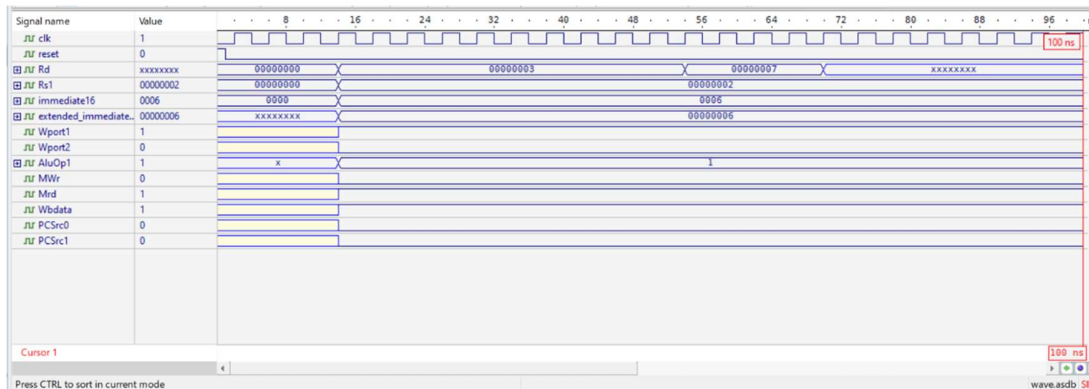 Signal name Value 8 16 24 32 40 48 56 64 72 80 88 96
clk 1 100 ns
reset 0
Rd xxxxxxxx 00000000 00000003 00000007 xxxxxxxx
Rs1 00000002 00000000 00000002
immediate16 0006 0000 0006
extended_immediate.. 00000006 xxxxxxxx 00000006
Wport1 1
Wport2 0
AluOp1 1 x 1
MWr 0
Mrd 1
Wbdata 1
PCSrc0 0
PCSrc1 0
Cursor 1 100 ns
Press CTRL to sort in current mode wave.asdb